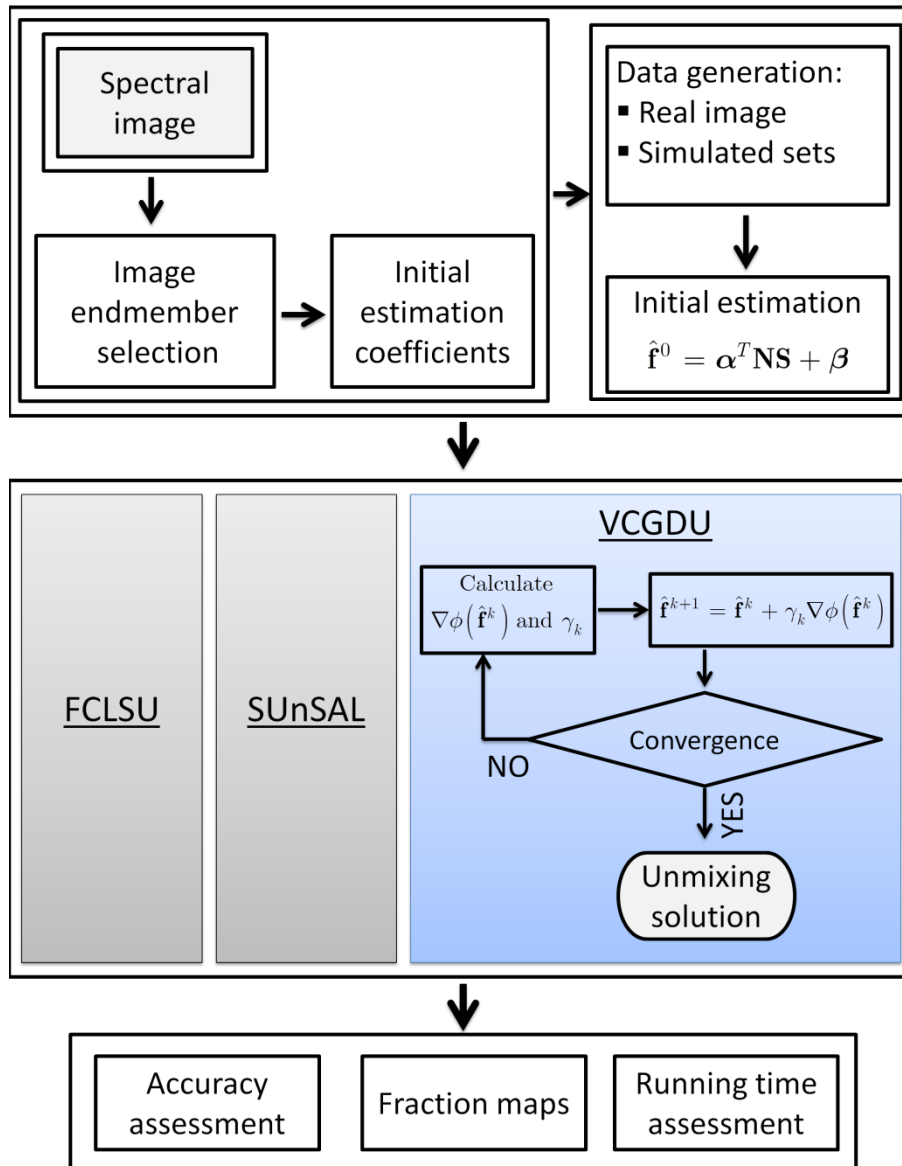 Spectral
image
Image
endmember
selection
Initial
estimation
coefficients
Data generation:
▪ Real image
▪ Simulated sets
Initial estimation
f̂⁰ = αᵀNS + β
FCLSU
SUnSAL
VCGDU
Calculate
∇ϕ(f̂ᵏ) and γₖ
f̂ᵏ⁺¹ = f̂ᵏ + γₖ∇ϕ(f̂ᵏ)
Convergence
NO
YES
Unmixing
solution
Accuracy
assessment
Fraction maps
Running time
assessment